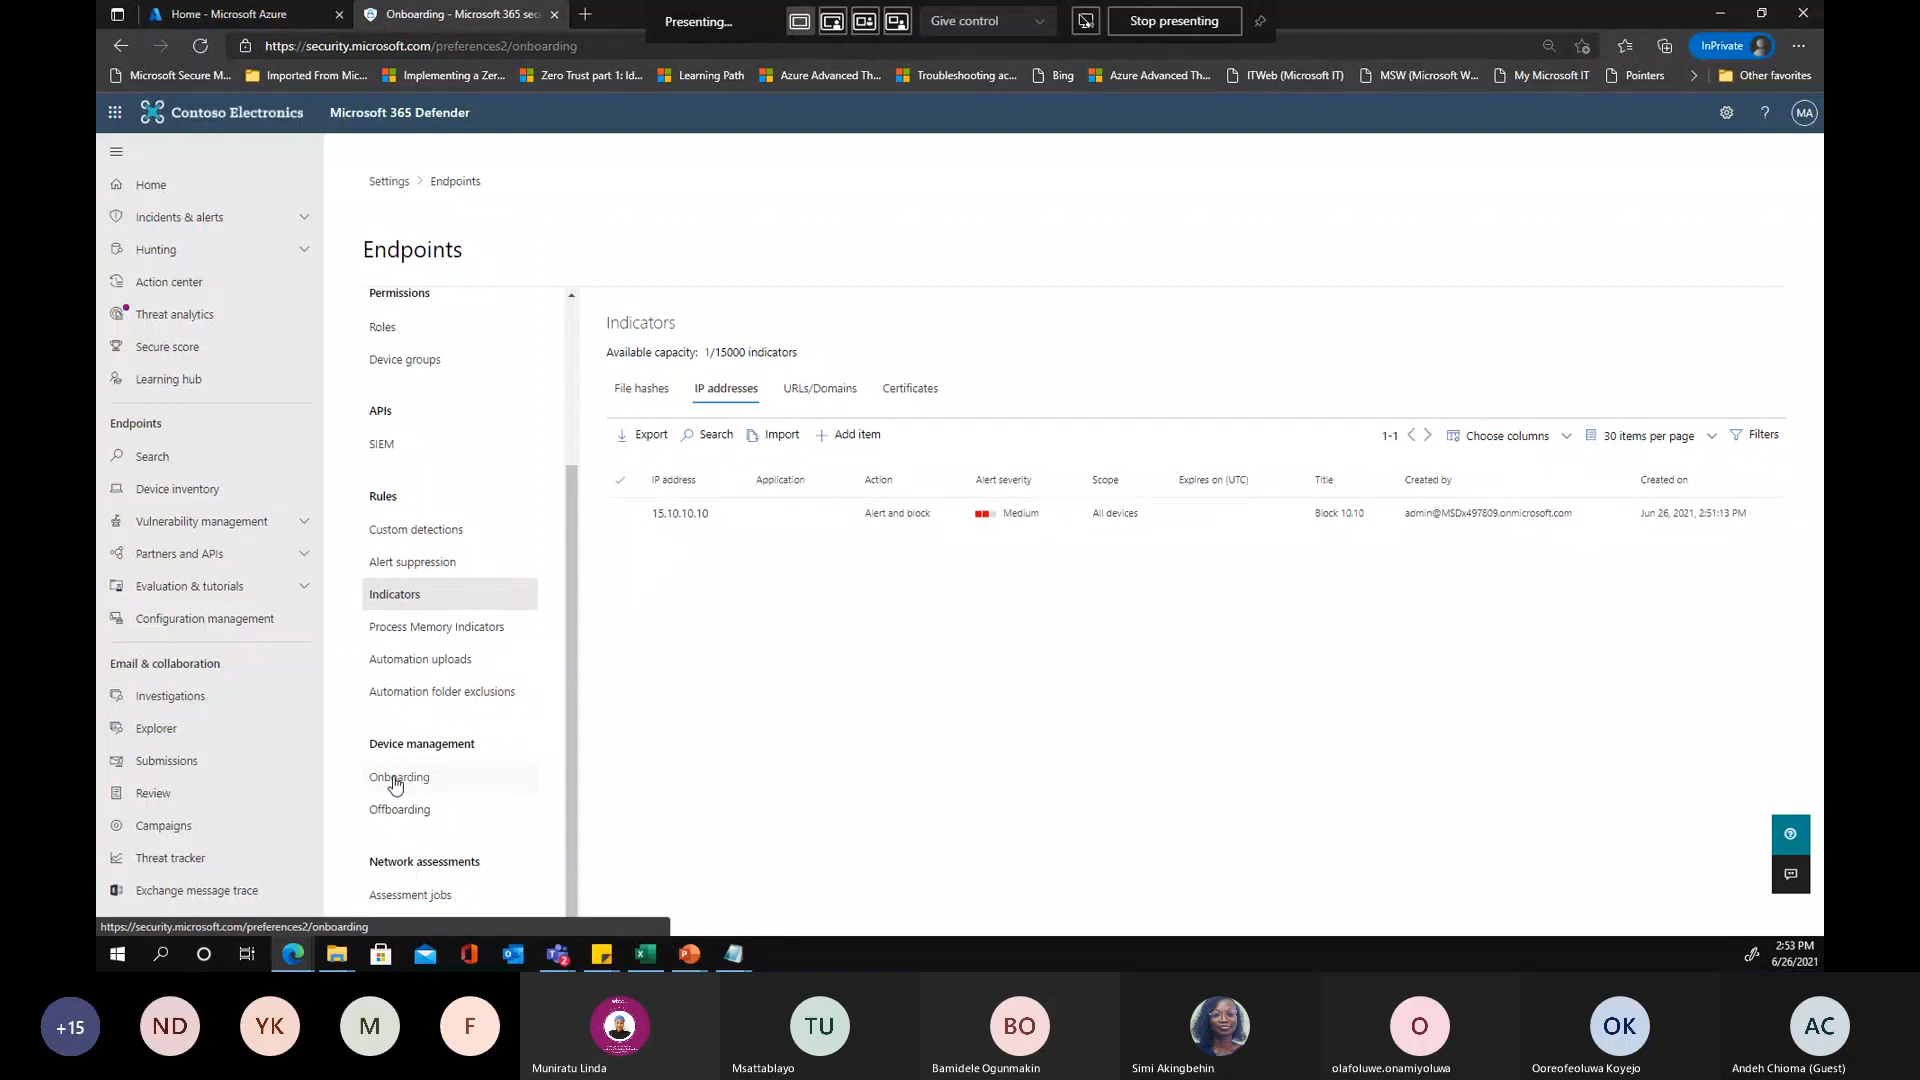 Home - Microsoft Azure
Onboarding - Microsoft 365 sec
Presenting...
Give control
Stop presenting
https://security.microsoft.com/preferences2/onboarding
InPrivate
Microsoft Secure M...
Imported From Mic...
Implementing a Zer...
Zero Trust part 1: Id...
Learning Path
Azure Advanced Th...
Troubleshooting ac...
Bing
Azure Advanced Th...
ITWeb (Microsoft IT)
MSW (Microsoft W...
My Microsoft IT
Pointers
Other favorites
Contoso Electronics
Microsoft 365 Defender
?
MA
Home
Incidents & alerts
Hunting
Action center
Threat analytics
Secure score
Learning hub
Endpoints
Search
Device inventory
Vulnerability management
Partners and APIs
Evaluation & tutorials
Configuration management
Email & collaboration
Investigations
Explorer
Submissions
Review
Campaigns
Threat tracker
Exchange message trace
Settings > Endpoints
Endpoints
Permissions
Roles
Device groups
APIs
SIEM
Rules
Custom detections
Alert suppression
Indicators
Process Memory Indicators
Automation uploads
Automation folder exclusions
Device management
Onboarding
Offboarding
Network assessments
Assessment jobs
Indicators
Available capacity: 1/15000 indicators
File hashes IP addresses URLs/Domains Certificates
Export Search Import Add item 1-1 Choose columns 30 items per page Filters
IP address Application Action Alert severity Scope Expires on (UTC) Title Created by Created on
15.10.10.10 Alert and block Medium All devices Block 10.10 admin@MSDx497809.onmicrosoft.com Jun 26, 2021, 2:51:13 PM
https://security.microsoft.com/preferences2/onboarding
2:53 PM
6/26/2021
+15
ND
YK
M
F
TU
BO
O
OK
AC
Muniratu Linda
Msattablayo
Bamidele Ogunmakin
Simi Akingbehin
olafoluwe.onamiyoluwa
Ooreofeoluwa Koyejo
Andeh Chioma (Guest)